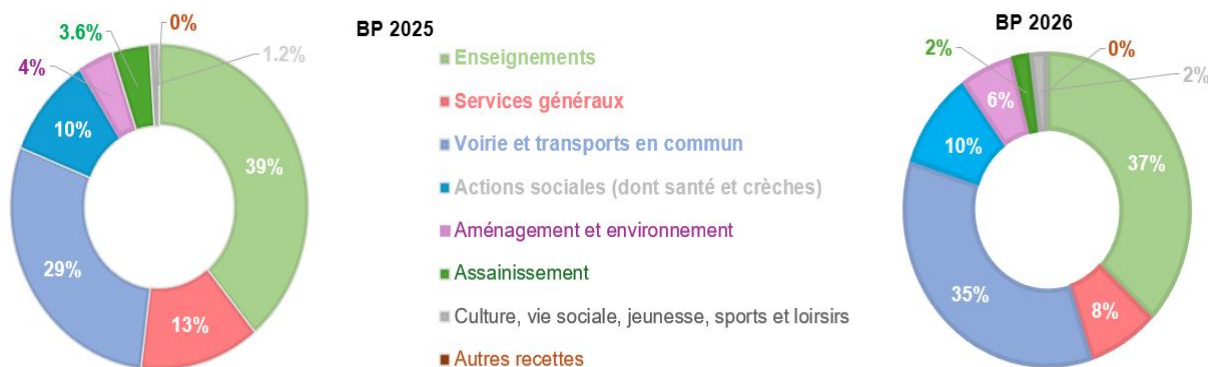 BP 2025
3.6%
0%
1.2%
4%
10%
39%
29%
13%
Enseignements
Services généraux
Voirie et transports en commun
Actions sociales (dont santé et crèches)
Aménagement et environnement
Assainissement
Culture, vie sociale, jeunesse, sports et loirsirs
Autres recettes
BP 2026
2%
0%
2%
6%
10%
37%
35%
8%